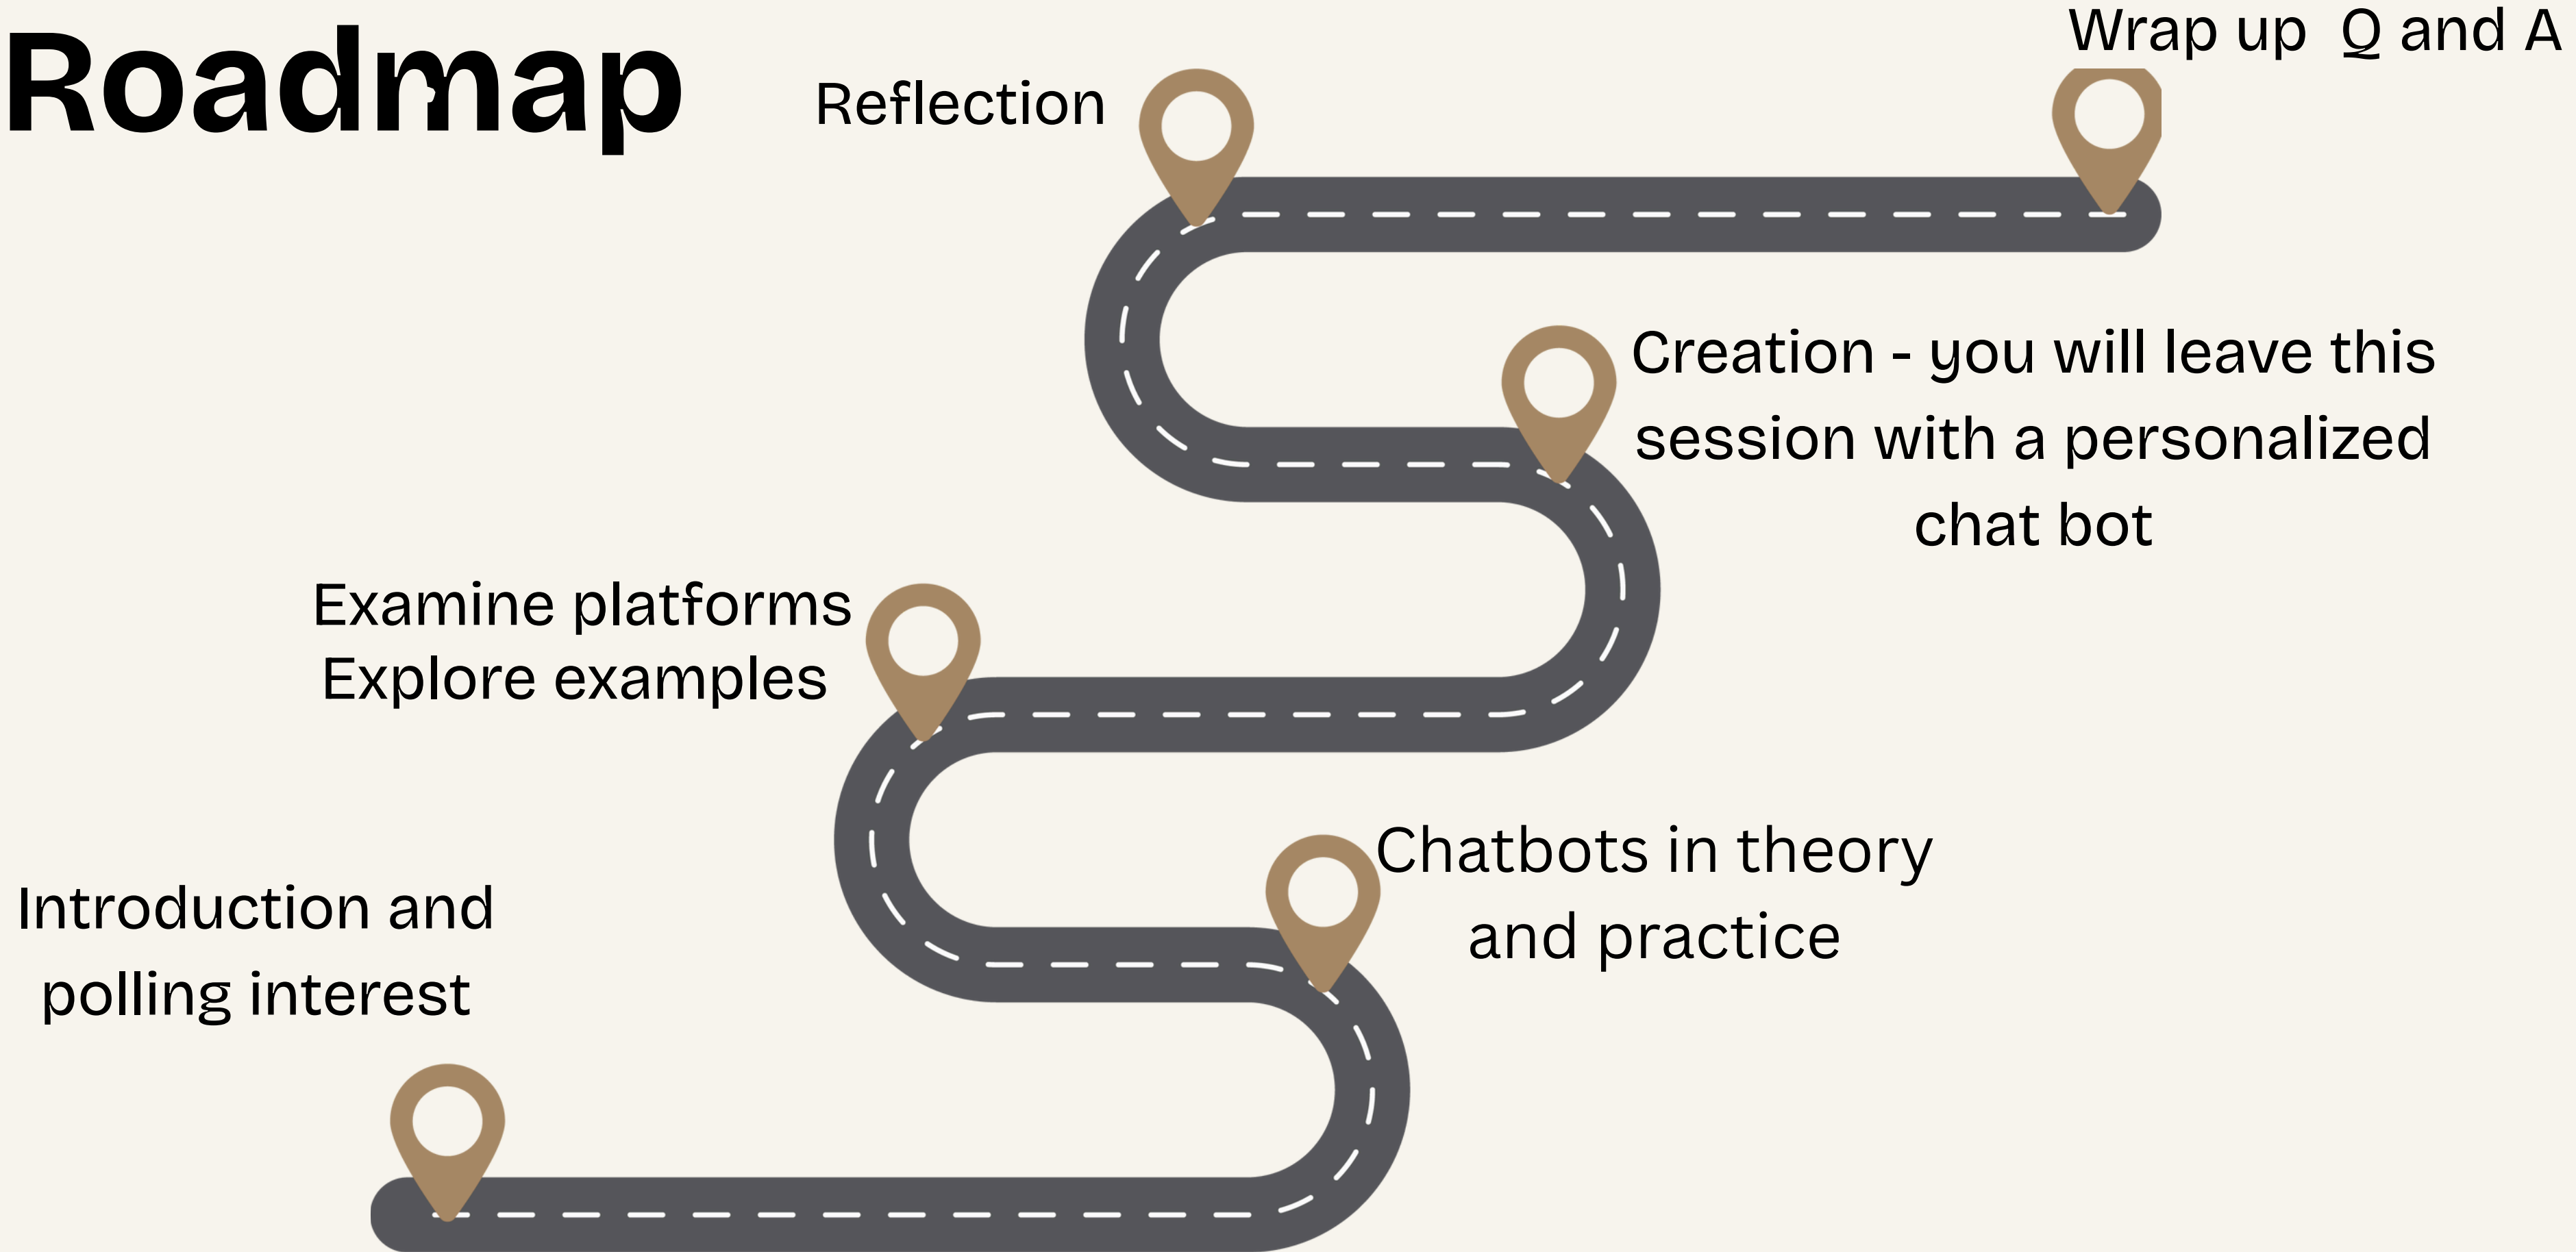 Roadmap
Wrap up  Q and A
Reflection
Creation - you will leave this
session with a personalized
chat bot
Examine platforms
Explore examples
Chatbots in theory
and practice
Introduction and
polling interest